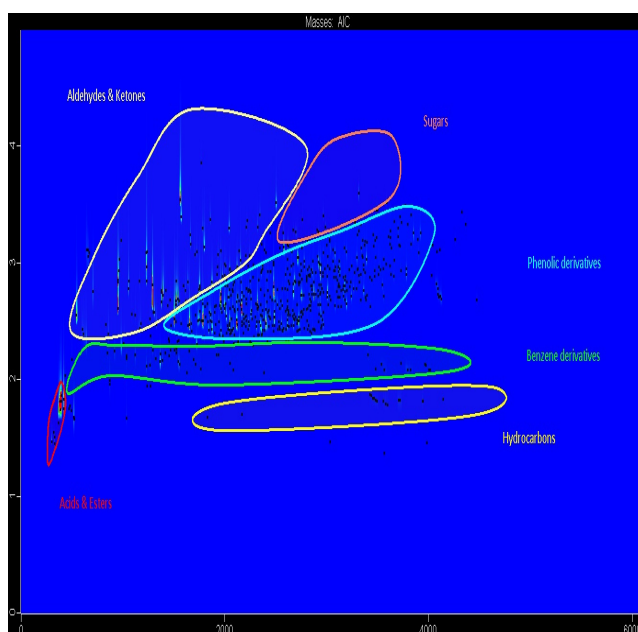 Masses: AIC
Aldehydes & Ketones
Sugars
Phenolic derivatives
Benzene derivatives
Hydrocarbons
Acids & Esters
4
3
2
1
0
0
2000
4000
6000